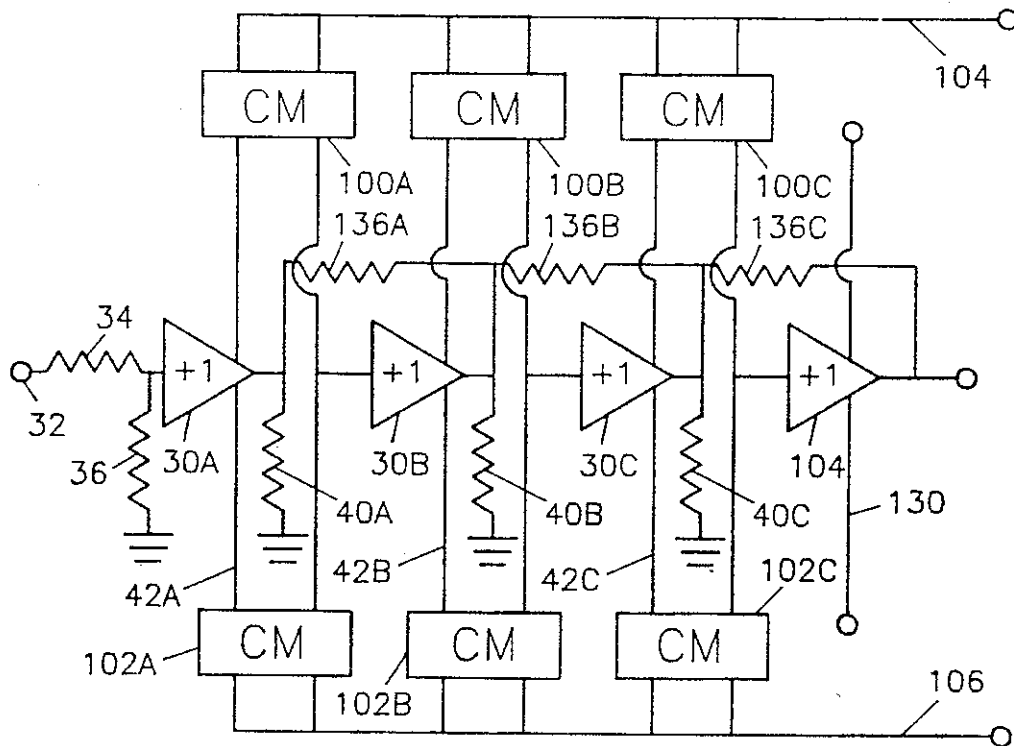 104
CM CM CM
100A 100B 100C
136A 136B 136C
34
+1 +1 +1 +1
32
36 30A 30B 30C 104
40A 40B 40C 130
42A 42B 42C 102C
CM CM CM
102A 102B 106